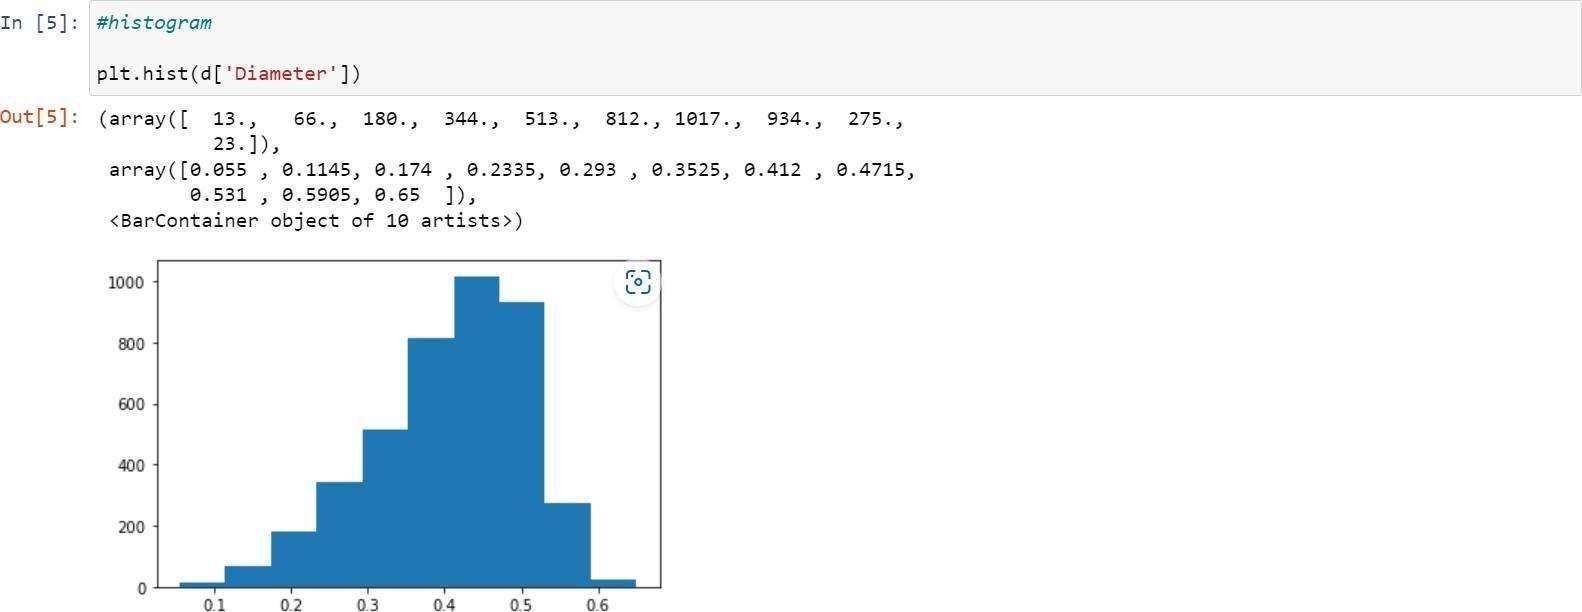 In [5]: #histogram
plt.hist(d['Diameter'])
Out[5]: (array([  13.,   66.,  180.,  344.,  513.,  812., 1017.,  934.,  275.,
23.]),
array([0.055 , 0.1145, 0.174 , 0.2335, 0.293 , 0.3525, 0.412 , 0.4715,
0.531 , 0.5905, 0.65  ]),
<BarContainer object of 10 artists>)
1000
800
600
400
200
0
0.1 0.2 0.3 0.4 0.5 0.6